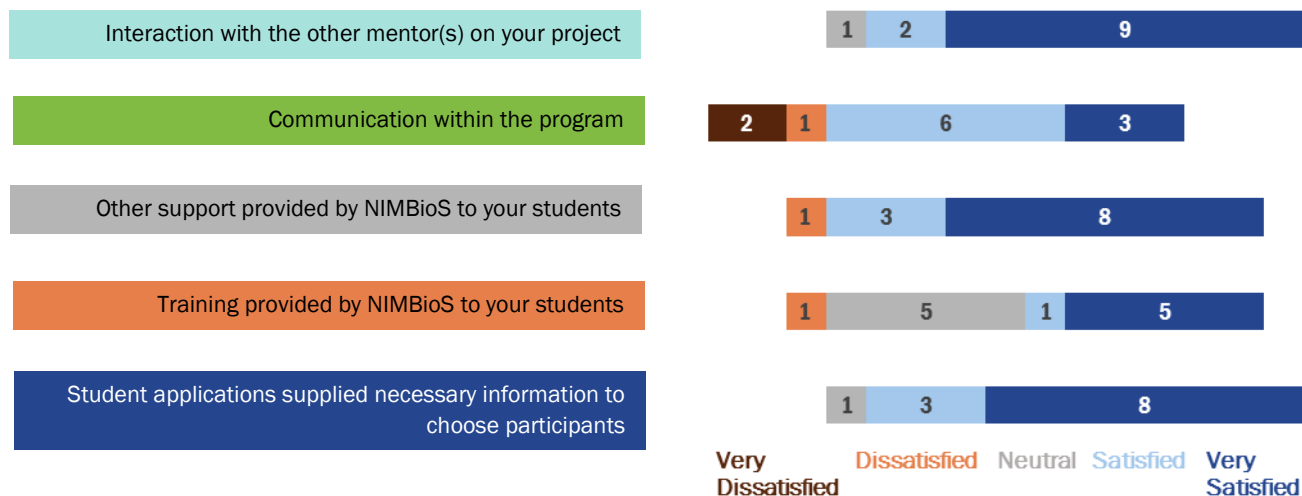 Interaction with the other mentor(s) on your project
1 2 9
Communication within the program
2 1 6 3
Other support provided by NIMBioS to your students
1 3 8
Training provided by NIMBioS to your students
1 5 1 5
Student applications supplied necessary information to
choose participants
1 3 8
Very Dissatisfied Neutral Satisfied Very
Dissatisfied Satisfied